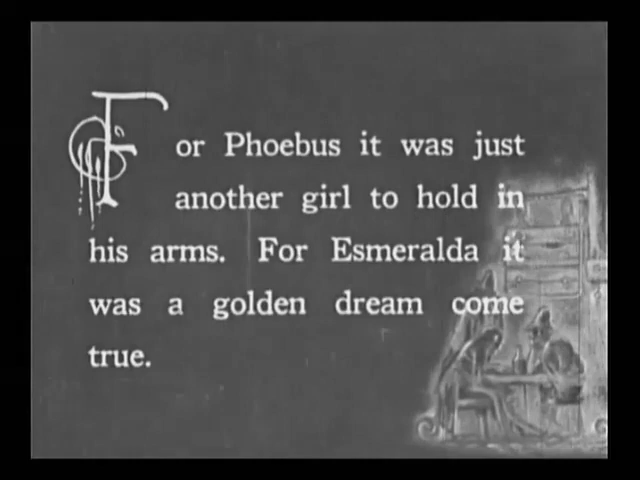 For Phoebus it was just
another girl to hold in
his arms. For Esmeralda it
was a golden dream come
true.